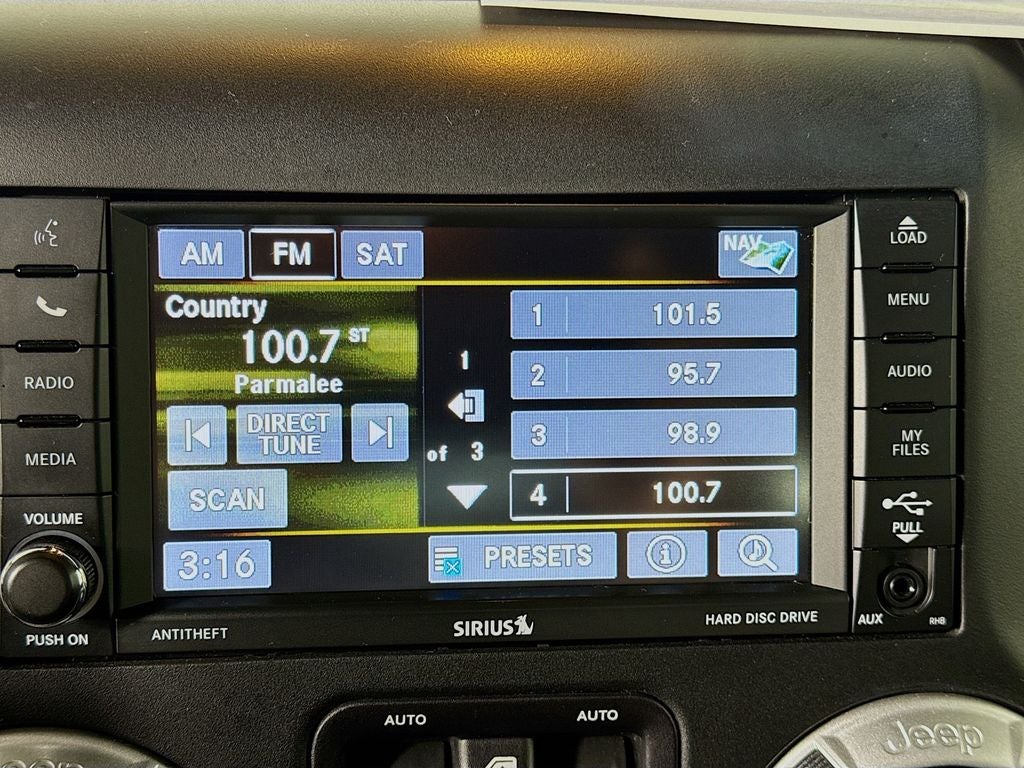 AM
FM
SAT
NAV
LOAD
MENU
RADIO
MEDIA
VOLUME
PUSH ON
Country
100.7 ST
Parmalee
DIRECT
TUNE
SCAN
3:16
1
of 3
1 101.5
2 95.7
3 98.9
4 100.7
PRESETS
i
AUDIO
MY
FILES
PULL
AUX
RHB
ANTITHEFT
SIRIUS
HARD DISC DRIVE
AUTO
AUTO
Jeep